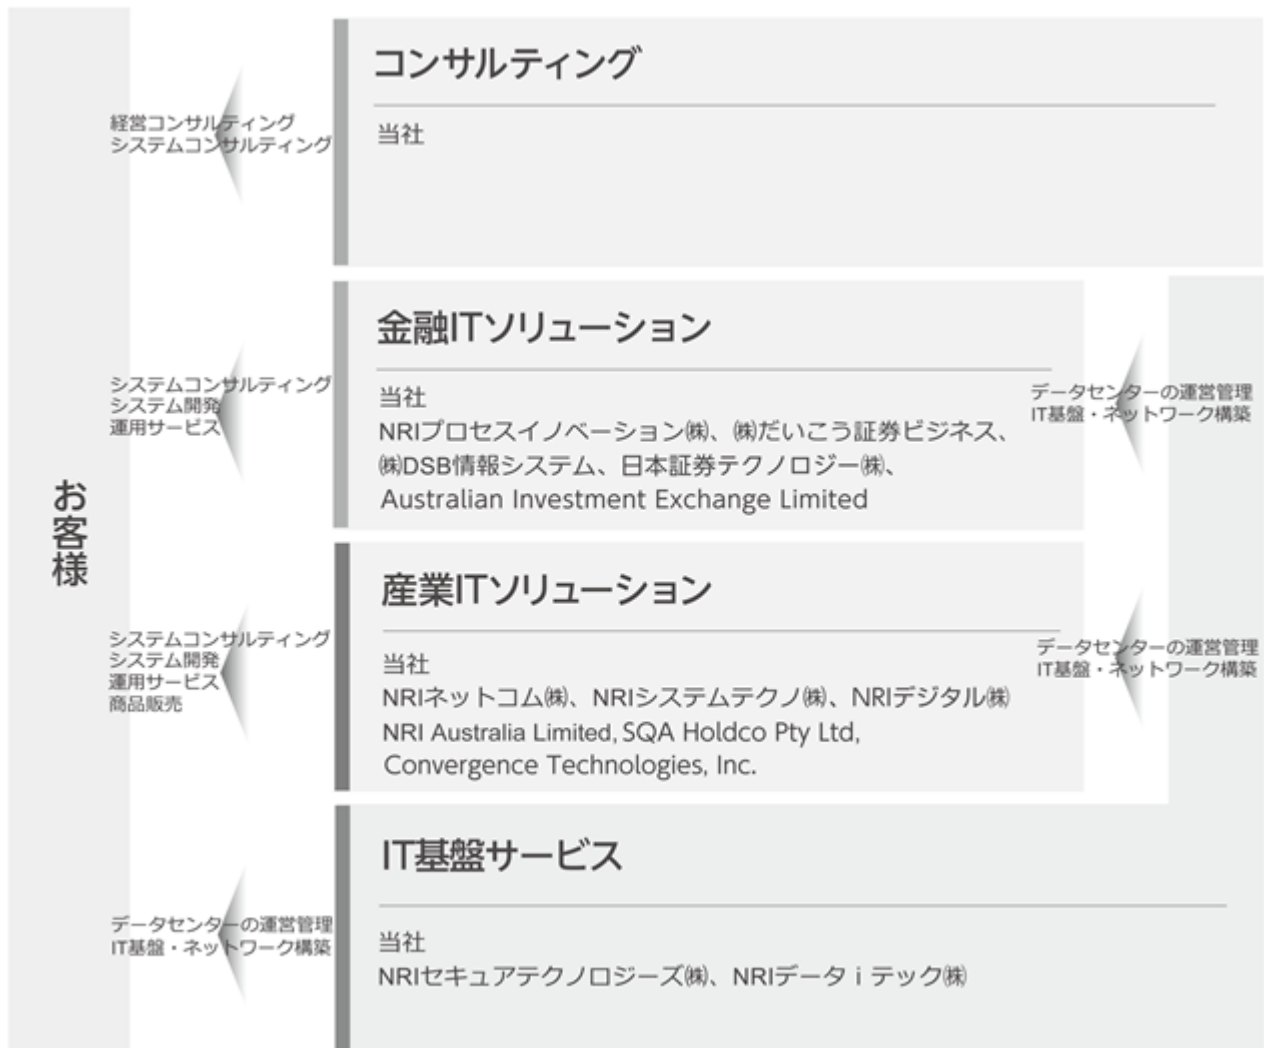 お客様
経営コンサルティング
システムコンサルティング
コンサルティング
当社
システムコンサルティング
システム開発
運用サービス
金融ITソリューション
当社
NRIプロセスイノベーション㈱、㈱だいこう証券ビジネス、
㈱DSB情報システム、日本証券テクノロジー㈱、
Australian Investment Exchange Limited
データセンターの運営管理
IT基盤・ネットワーク構築
システムコンサルティング
システム開発
運用サービス
商品販売
産業ITソリューション
当社
NRIネットコム㈱、NRIシステムテクノ㈱、NRIデジタル㈱
NRI Australia Limited, SQA Holdco Pty Ltd,
Convergence Technologies, Inc.
データセンターの運営管理
IT基盤・ネットワーク構築
データセンターの運営管理
IT基盤・ネットワーク構築
IT基盤サービス
当社
NRIセキュアテクノロジーズ㈱、NRIデータ i テック㈱